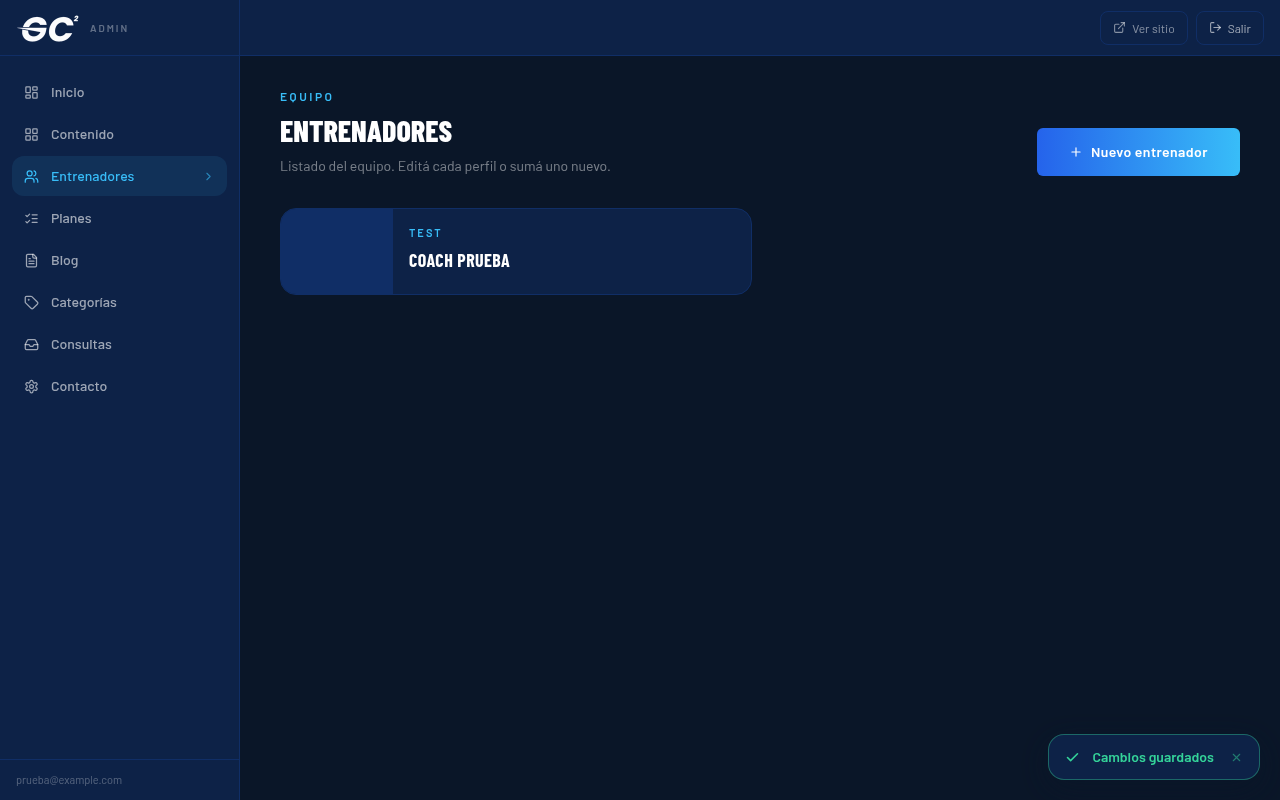 GC² ADMIN
Ver sitio
Salir
Inicio
Contenido
Entrenadores
Planes
Blog
Categorías
Consultas
Contacto
prueba@example.com
EQUIPO
ENTRENADORES
Listado del equipo. Editá cada perfil o sumá uno nuevo.
Nuevo entrenador
TEST
COACH PRUEBA
Cambios guardados